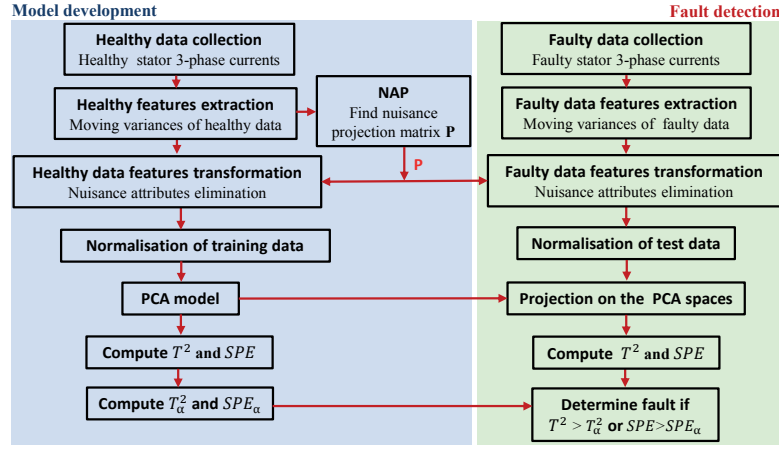 Model development
Healthy data collection
Healthy stator 3-phase currents
Healthy features extraction
Moving variances of healthy data
NAP
Find nuisance
projection matrix P
P
Healthy data features transformation
Nuisance attributes elimination
Normalisation of training data
PCA model
Compute T² and SPE
Compute T²α and SPEα
Fault detection
Faulty data collection
Faulty stator 3-phase currents
Faulty data features extraction
Moving variances of faulty data
Faulty data features transformation
Nuisance attributes elimination
Normalisation of test data
Projection on the PCA spaces
Compute T² and SPE
Determine fault if
T² > T²α or SPE>SPEα